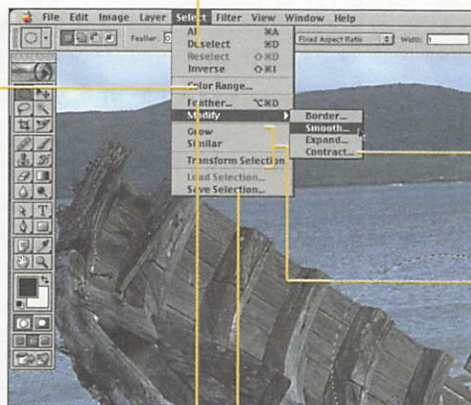 File Edit Image Layer Select Filter View Window Help
Feather: Fixed Aspect Ratio Width: 1
All ⌘A
Deselect ⌘D
Reselect ⇧⌘D
Inverse ⇧⌘I
Color Range...
Feather... ⌥⌘D
Modify
Border...
Smooth...
Expand...
Contract...
Grow
Similar
Transform Selection
Load Selection...
Save Selection...
T